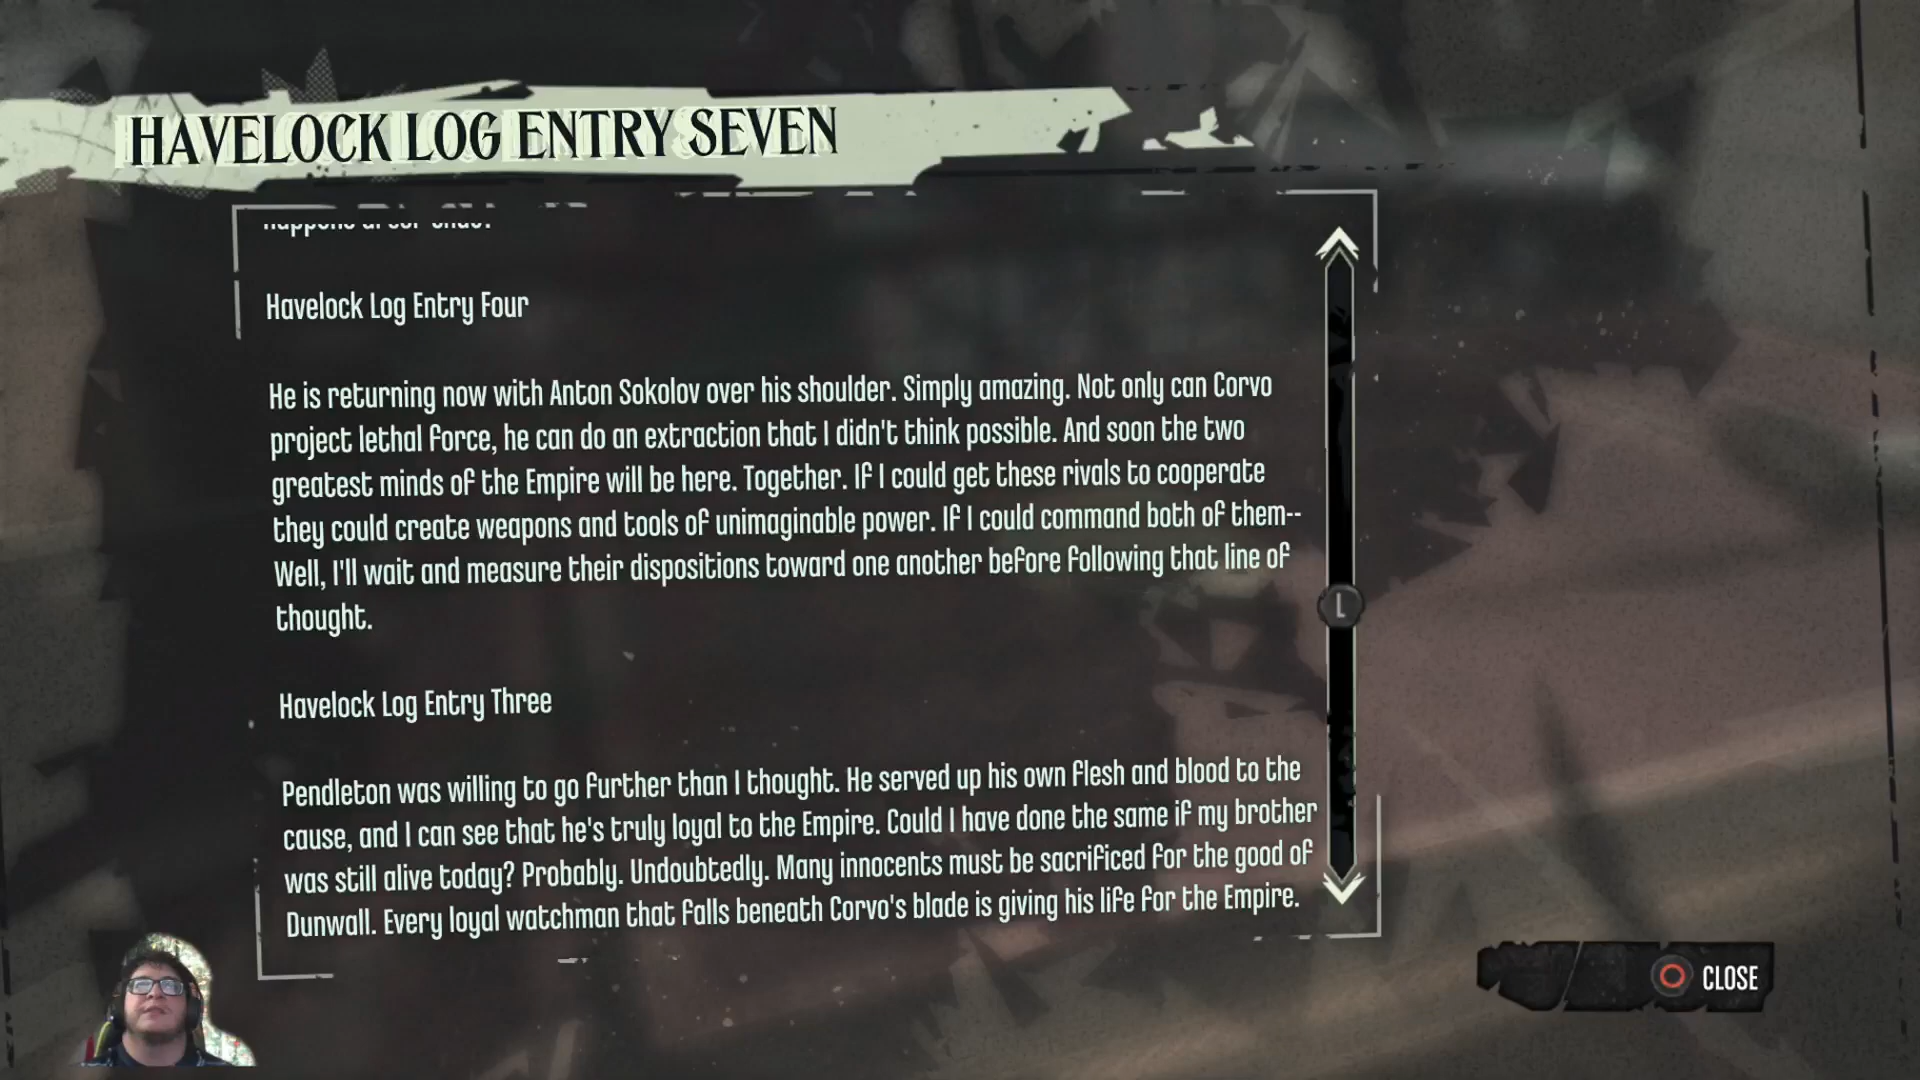 HAVELOCK LOG ENTRY SEVEN
Havelock Log Entry Four
He is returning now with Anton Sokolov over his shoulder. Simply amazing. Not only can Corvo
project lethal force, he can do an extraction that I didn't think possible. And soon the two
greatest minds of the Empire will be here. Together. If I could get these rivals to cooperate
they could create weapons and tools of unimaginable power. If I could command both of them--
Well, I'll wait and measure their dispositions toward one another before following that line of
thought.
L
Havelock Log Entry Three
Pendleton was willing to go further than I thought. He served up his own flesh and blood to the
cause, and I can see that he's truly loyal to the Empire. Could I have done the same if my brother
was still alive today? Probably. Undoubtedly. Many innocents must be sacrificed for the good of
Dunwall. Every loyal watchman that falls beneath Corvo's blade is giving his life for the Empire.
CLOSE